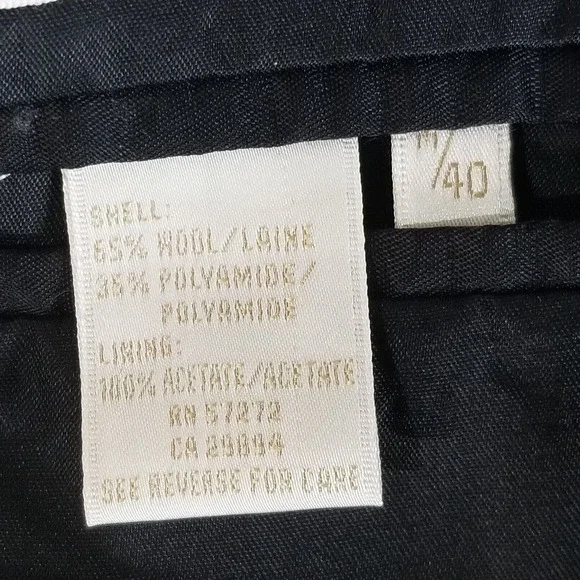 SHELL:
65% WOOL/LAINE
35% POLYAMIDE/
POLYAMIDE
LINING:
100% ACETATE/ACETATE
RN 57272
CA 29894
SEE REVERSE FOR CARE
M/40